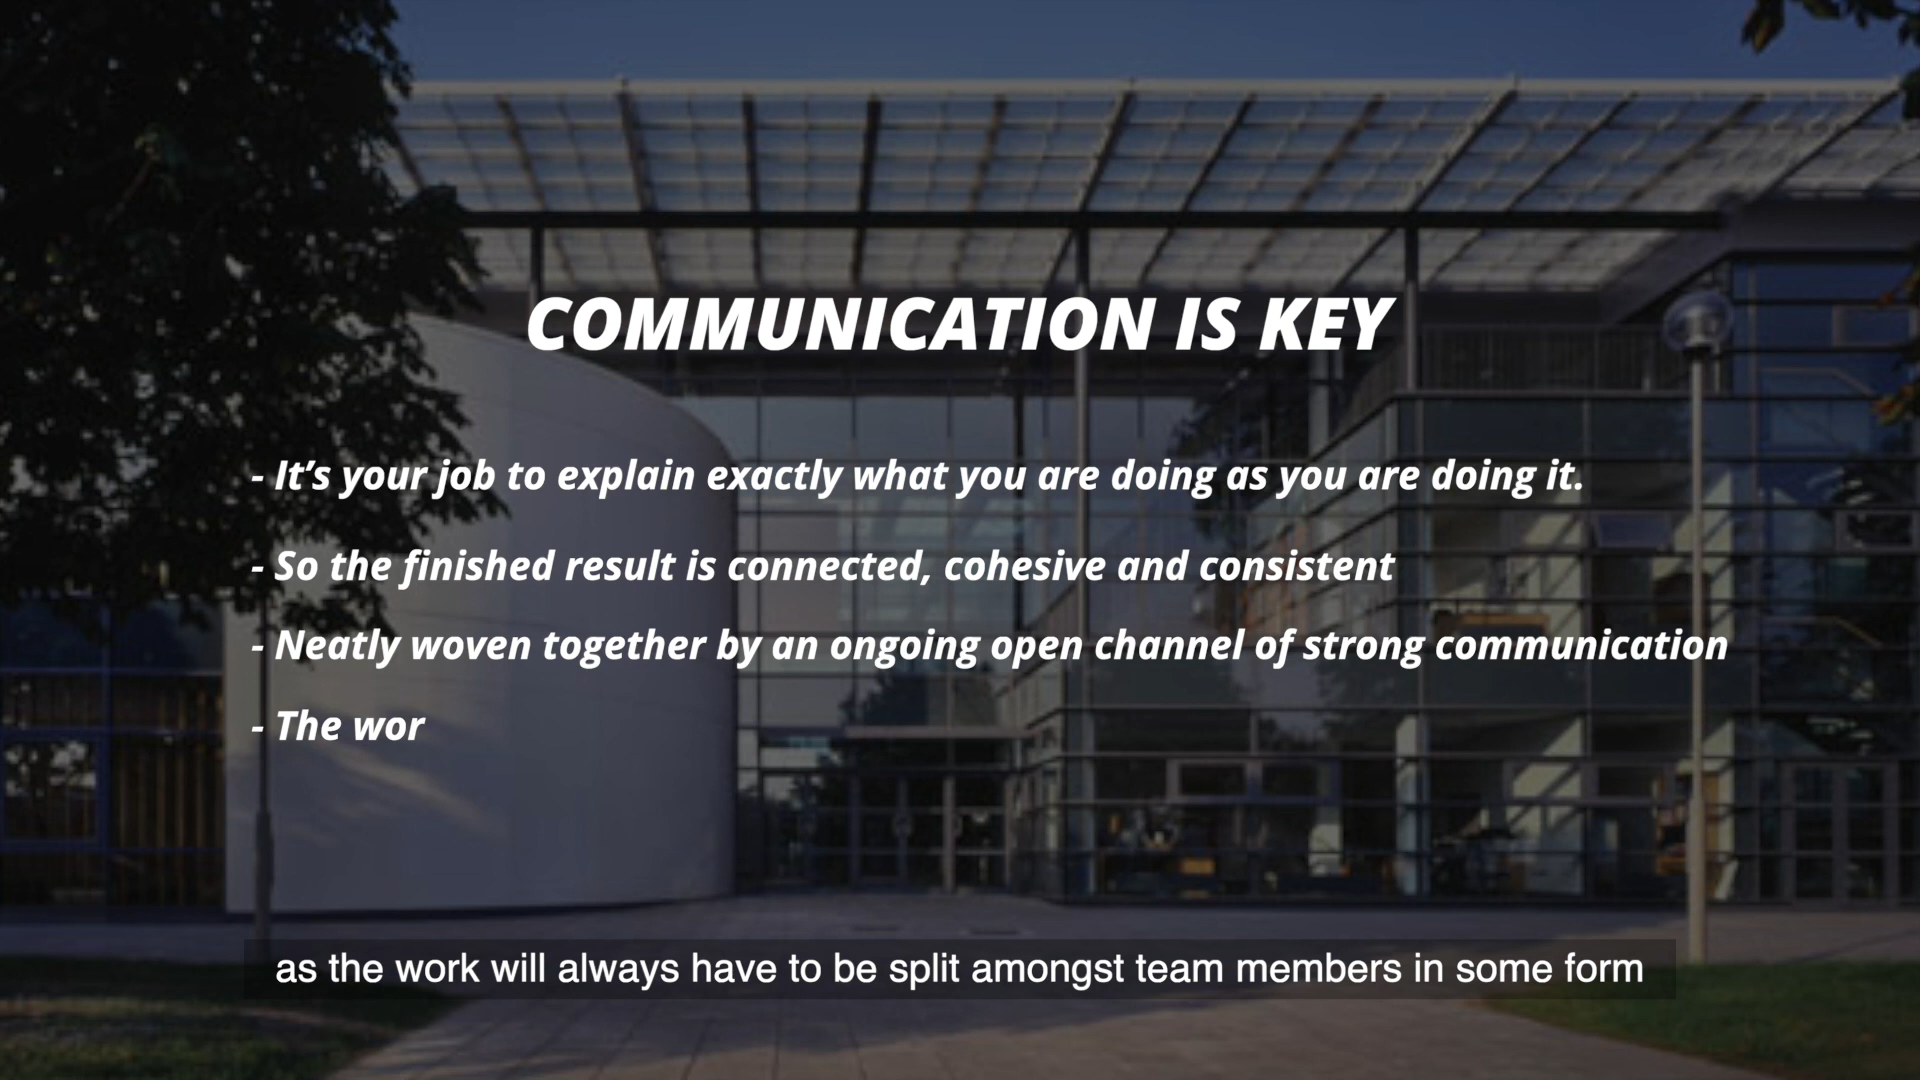 COMMUNICATION IS KEY
- It’s your job to explain exactly what you are doing as you are doing it.
- So the finished result is connected, cohesive and consistent
- Neatly woven together by an ongoing open channel of strong communication
- The wor
as the work will always have to be split amongst team members in some form